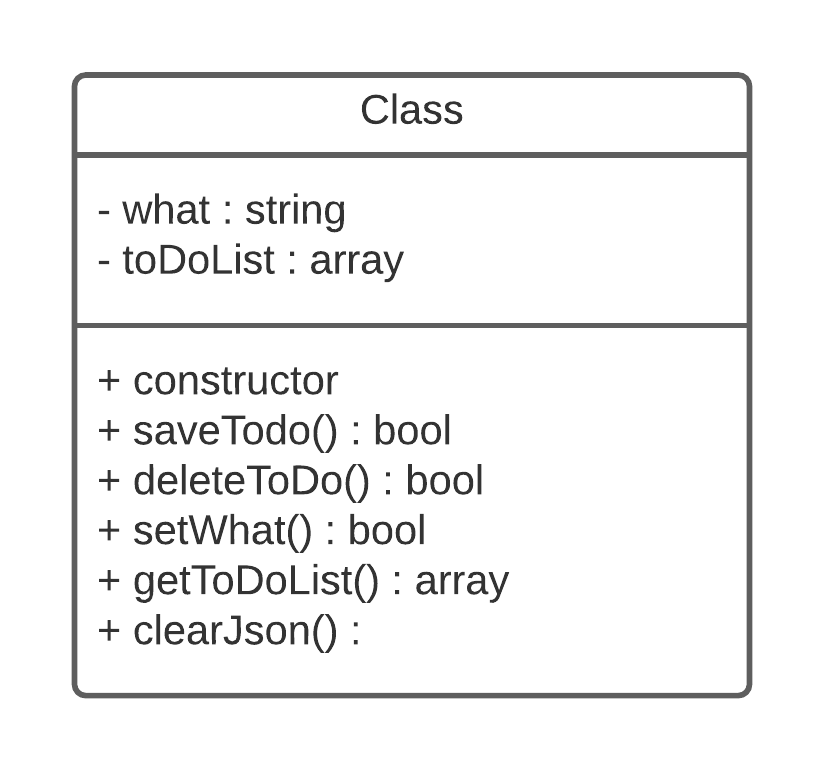 Class
- what : string
- toDoList : array
+ constructor
+ saveTodo() : bool
+ deleteToDo() : bool
+ setWhat() : bool
+ getToDoList() : array
+ clearJson() :